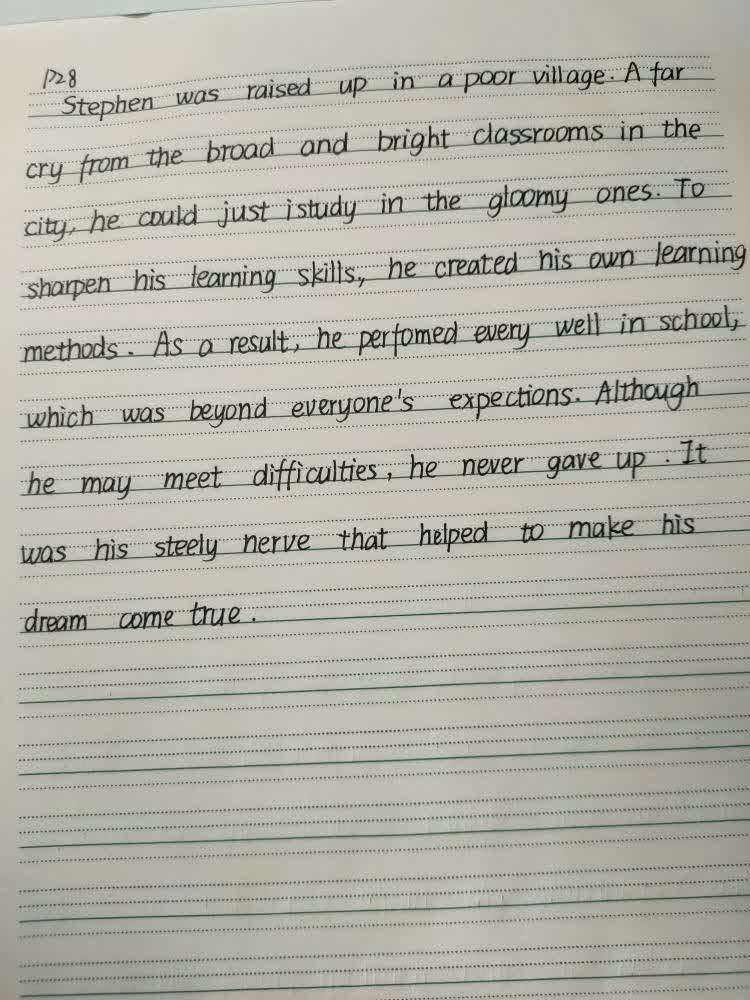 P28
Stephen was raised up in a poor village. A far
cry from the broad and bright classrooms in the
city, he could just istudy in the gloomy ones. To
sharpen his learning skills, he created his own learning
methods. As a result, he perfomed every well in school,
which was beyond everyone's expections. Although
he may meet difficulties, he never gave up. It
was his steely nerve that helped to make his
dream come true.